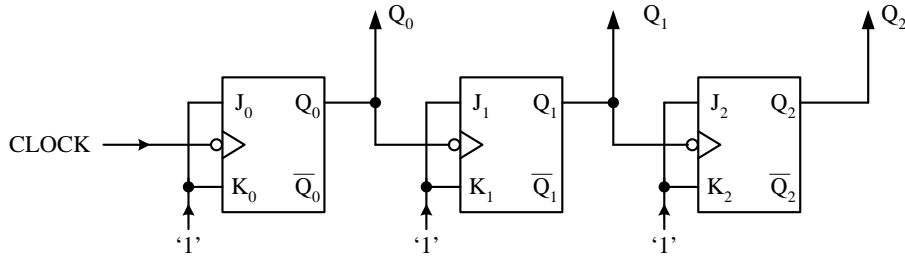 Q0 Q1 Q2
J0 Q0 J1 Q1 J2 Q2
CLOCK
K0 Q̅0 K1 Q̅1 K2 Q̅2
‘1’ ‘1’ ‘1’